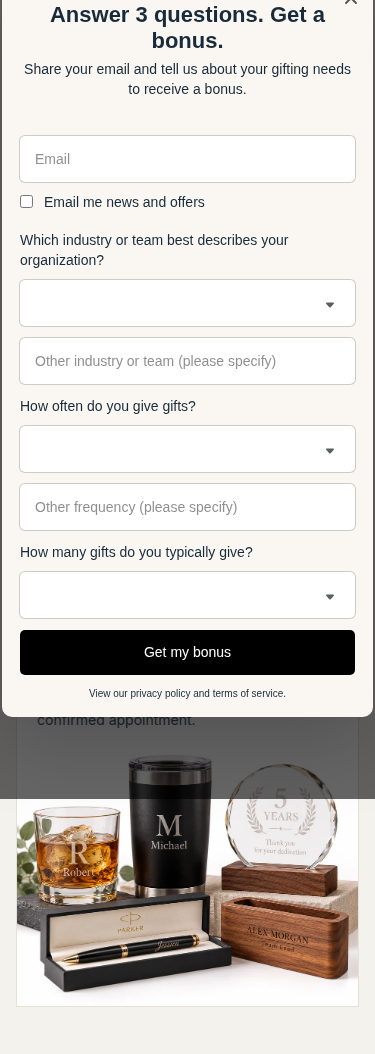 Answer 3 questions. Get a
bonus.
Share your email and tell us about your gifting needs
to receive a bonus.
Email
Email me news and offers
Which industry or team best describes your
organization?
Other industry or team (please specify)
How often do you give gifts?
Other frequency (please specify)
How many gifts do you typically give?
Get my bonus
View our privacy policy and terms of service.
confirmed appointment.
M
Michael
5
YEARS
Thank you
for your dedication
R
Robert
PARKER
Jessica
ALEX MORGAN